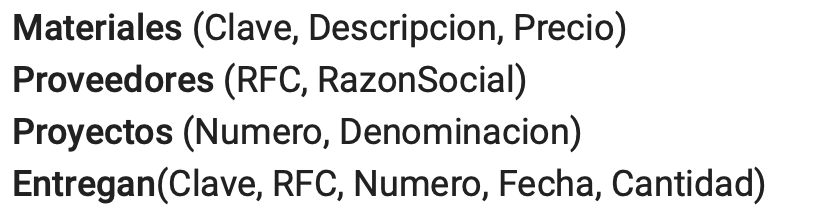 Materiales (Clave, Descripcion, Precio)
Proveedores (RFC, RazonSocial)
Proyectos (Numero, Denominacion)
Entregan(Clave, RFC, Numero, Fecha, Cantidad)